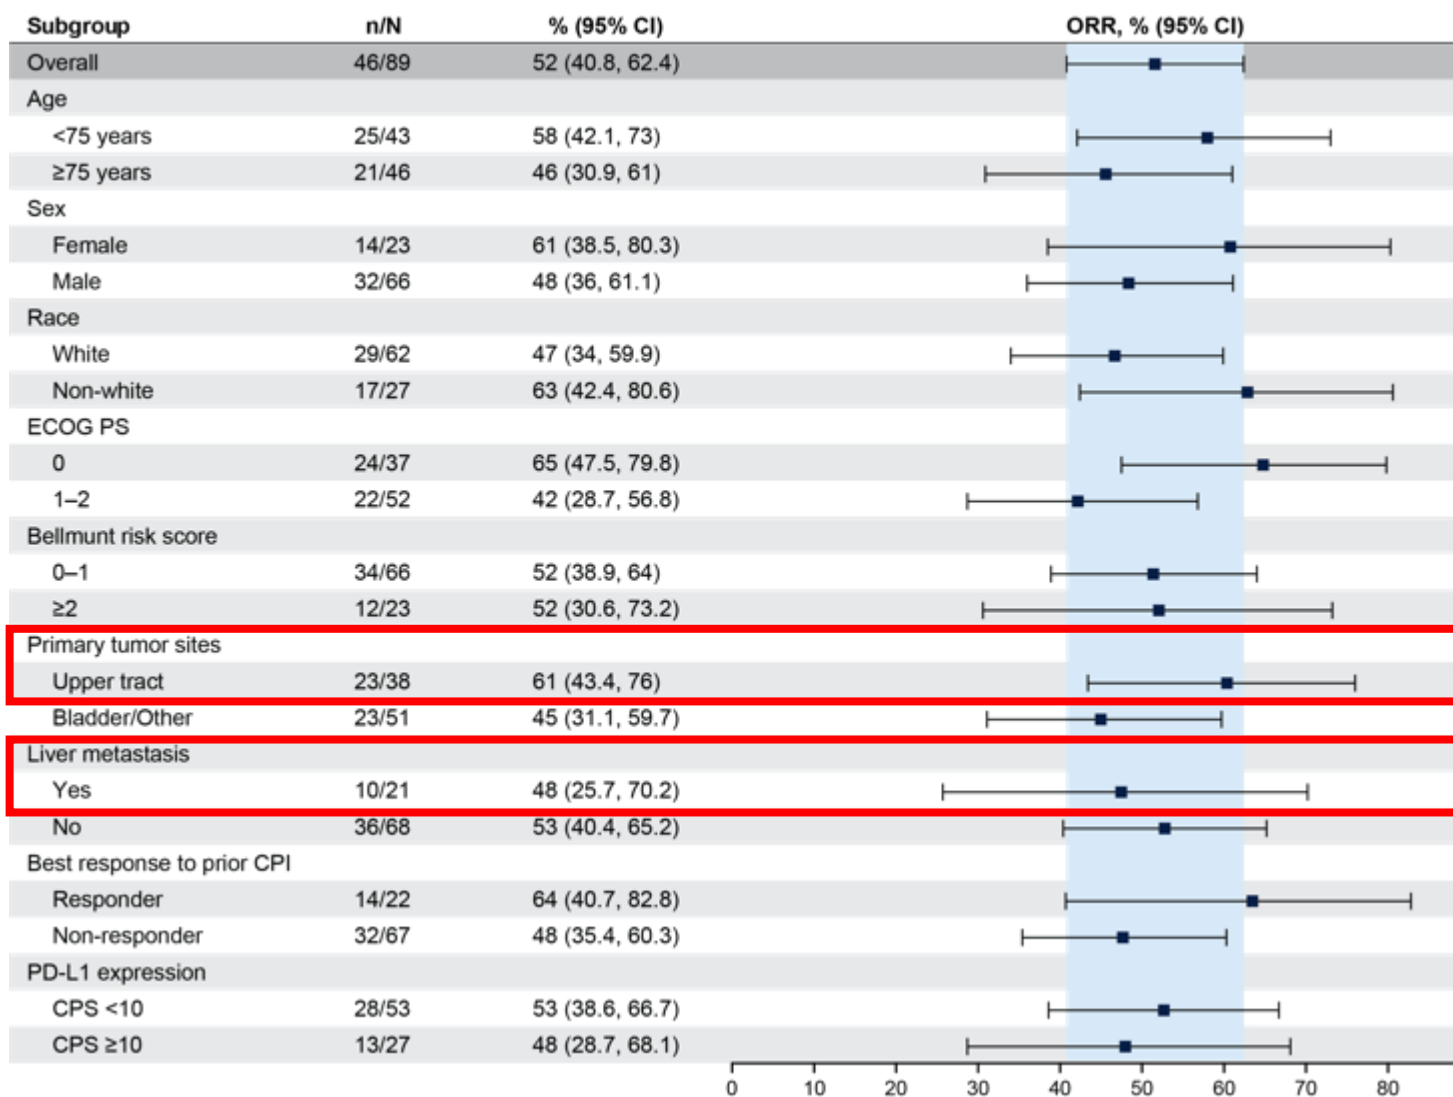 Subgroup n/N % (95% CI) ORR, % (95% CI)
Overall 46/89 52 (40.8, 62.4)
Age
<75 years 25/43 58 (42.1, 73)
≥75 years 21/46 46 (30.9, 61)
Sex
Female 14/23 61 (38.5, 80.3)
Male 32/66 48 (36, 61.1)
Race
White 29/62 47 (34, 59.9)
Non-white 17/27 63 (42.4, 80.6)
ECOG PS
0 24/37 65 (47.5, 79.8)
1–2 22/52 42 (28.7, 56.8)
Bellmunt risk score
0–1 34/66 52 (38.9, 64)
≥2 12/23 52 (30.6, 73.2)
Primary tumor sites
Upper tract 23/38 61 (43.4, 76)
Bladder/Other 23/51 45 (31.1, 59.7)
Liver metastasis
Yes 10/21 48 (25.7, 70.2)
No 36/68 53 (40.4, 65.2)
Best response to prior CPI
Responder 14/22 64 (40.7, 82.8)
Non-responder 32/67 48 (35.4, 60.3)
PD-L1 expression
CPS <10 28/53 53 (38.6, 66.7)
CPS ≥10 13/27 48 (28.7, 68.1)
0 10 20 30 40 50 60 70 80